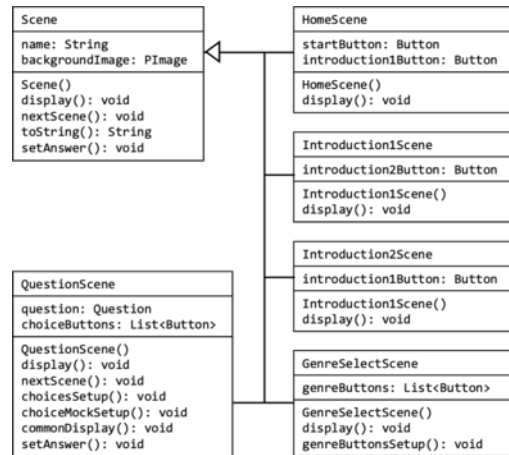 Scene
name: String
backgroundImage: PImage
Scene()
display(): void
nextScene(): void
toString(): String
setAnswer(): void
HomeScene
startButton: Button
introduction1Button: Button
HomeScene()
display(): void
Introduction1Scene
introduction2Button: Button
Introduction1Scene()
display(): void
Introduction2Scene
introduction1Button: Button
Introduction1Scene()
display(): void
QuestionScene
question: Question
choiceButtons: List<Button>
QuestionScene()
display(): void
nextScene(): void
choicesSetup(): void
choiceMockSetup(): void
commonDisplay(): void
setAnswer(): void
GenreSelectScene
genreButtons: List<Button>
GenreSelectScene()
display(): void
genreButtonsSetup(): void